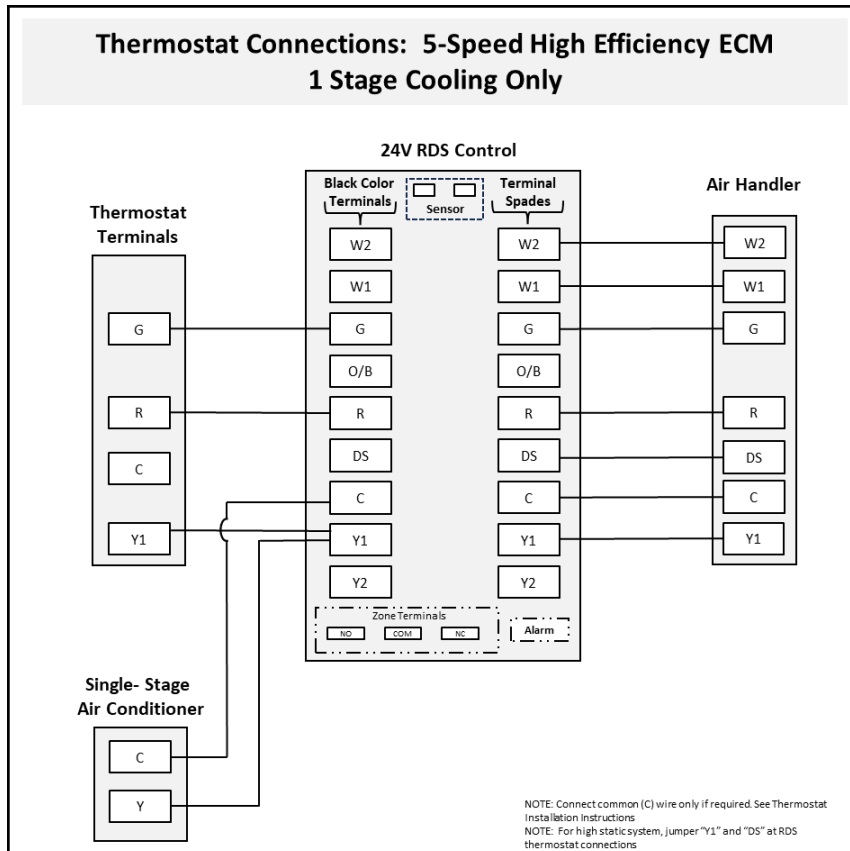 Thermostat Connections: 5-Speed High Efficiency ECM
1 Stage Cooling Only
24V RDS Control
Black Color
Terminals
Sensor
Terminal
Spades
Air Handler
Thermostat
Terminals
W2
W2
W2
W1
W1
W1
G
G
G
G
O/B
O/B
R
R
R
R
DS
DS
DS
C
C
C
C
Y1
Y1
Y1
Y1
Y2
Y2
Zone Terminals
NO
COM
NC
Alarm
Single- Stage
Air Conditioner
C
Y
NOTE: Connect common (C) wire only if required. See Thermostat
Installation Instructions
NOTE: For high static system, jumper "Y1" and "DS" at RDS
thermostat connections